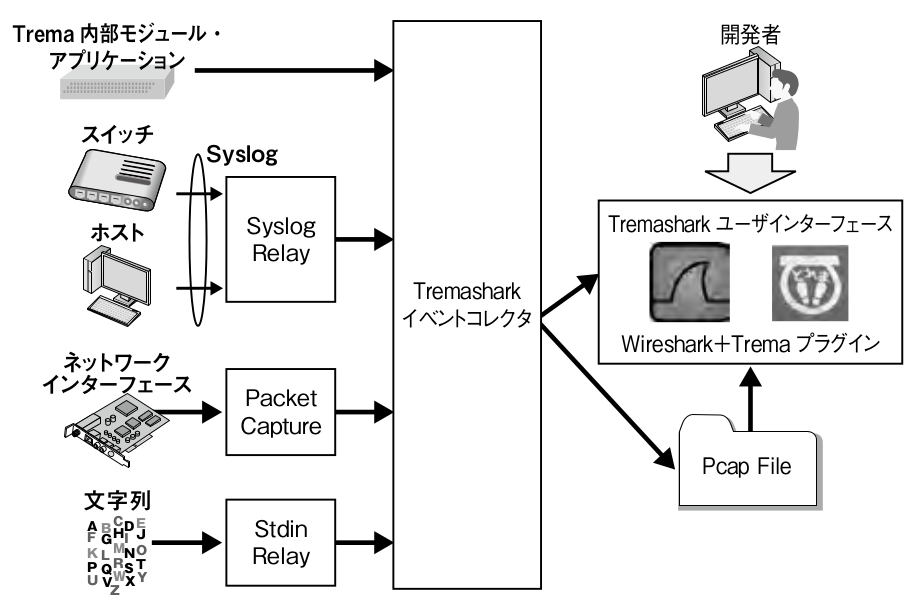 Trema 内部モジュール・
アプリケーション
スイッチ
Syslog
ホスト
Syslog
Relay
ネットワーク
インターフェース
Packet
Capture
文字列
A B C D E
F G H I J
K L M N O
P Q R S T
U V W X Y
Z
Stdin
Relay
Tremashark
イベントコレクタ
開発者
Tremashark ユーザインターフェース
とれま
Wireshark＋Trema プラグイン
Pcap File